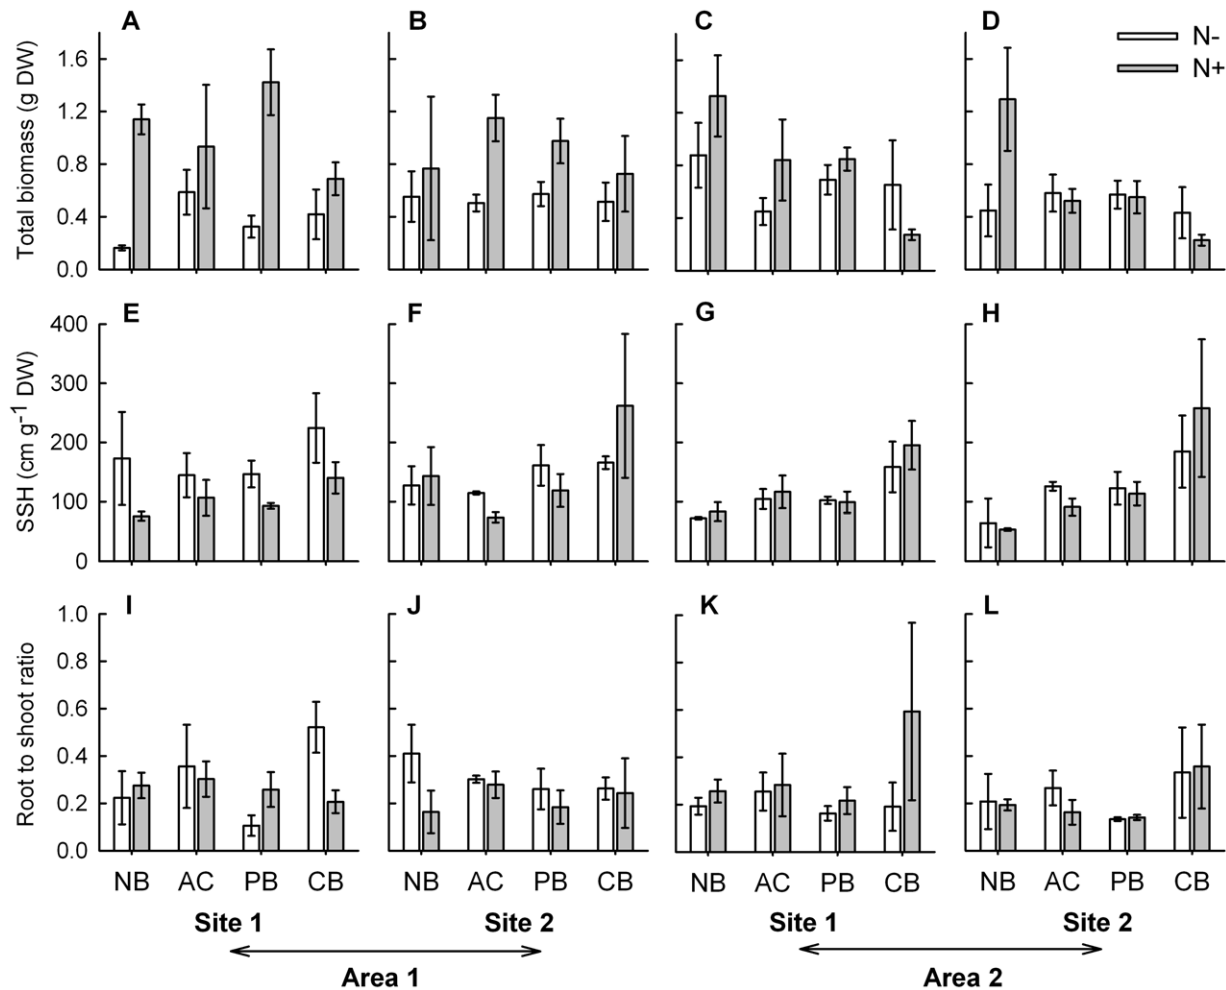 A B C D
N-
N+
Total biomass (g DW)
1.6
1.2
0.8
0.4
0.0
E F G H
SSH (cm g⁻¹ DW)
400
300
200
100
0
I J K L
Root to shoot ratio
1.0
0.8
0.6
0.4
0.2
0.0
NB AC PB CB NB AC PB CB NB AC PB CB NB AC PB CB
Site 1 Site 2 Site 1 Site 2
Area 1 Area 2